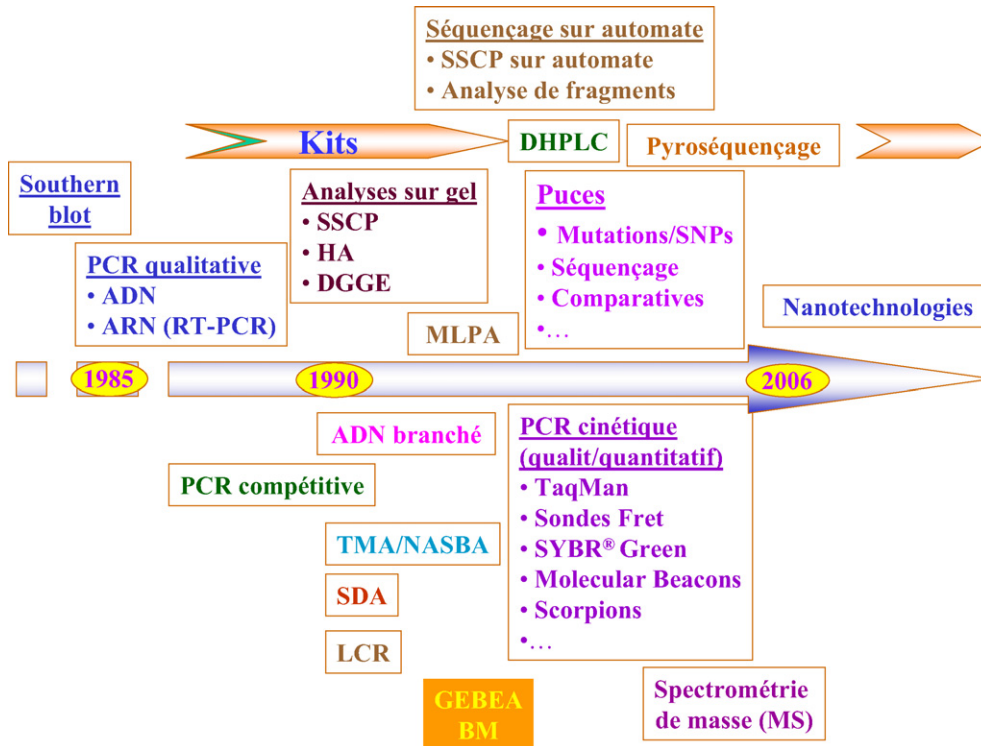 Séquençage sur automate
• SSCP sur automate
• Analyse de fragments
Kits
DHPLC
Pyroséquençage
Southern
blot
Analyses sur gel
• SSCP
• HA
• DGGE
Puces
• Mutations/SNPs
• Séquençage
• Comparatives
•…
PCR qualitative
• ADN
• ARN (RT-PCR)
Nanotechnologies
MLPA
1985
1990
2006
ADN branché
PCR cinétique
(qualit/quantitatif)
• TaqMan
• Sondes Fret
• SYBR® Green
• Molecular Beacons
• Scorpions
•…
PCR compétitive
TMA/NASBA
SDA
LCR
GEBEA
BM
Spectrométrie
de masse (MS)